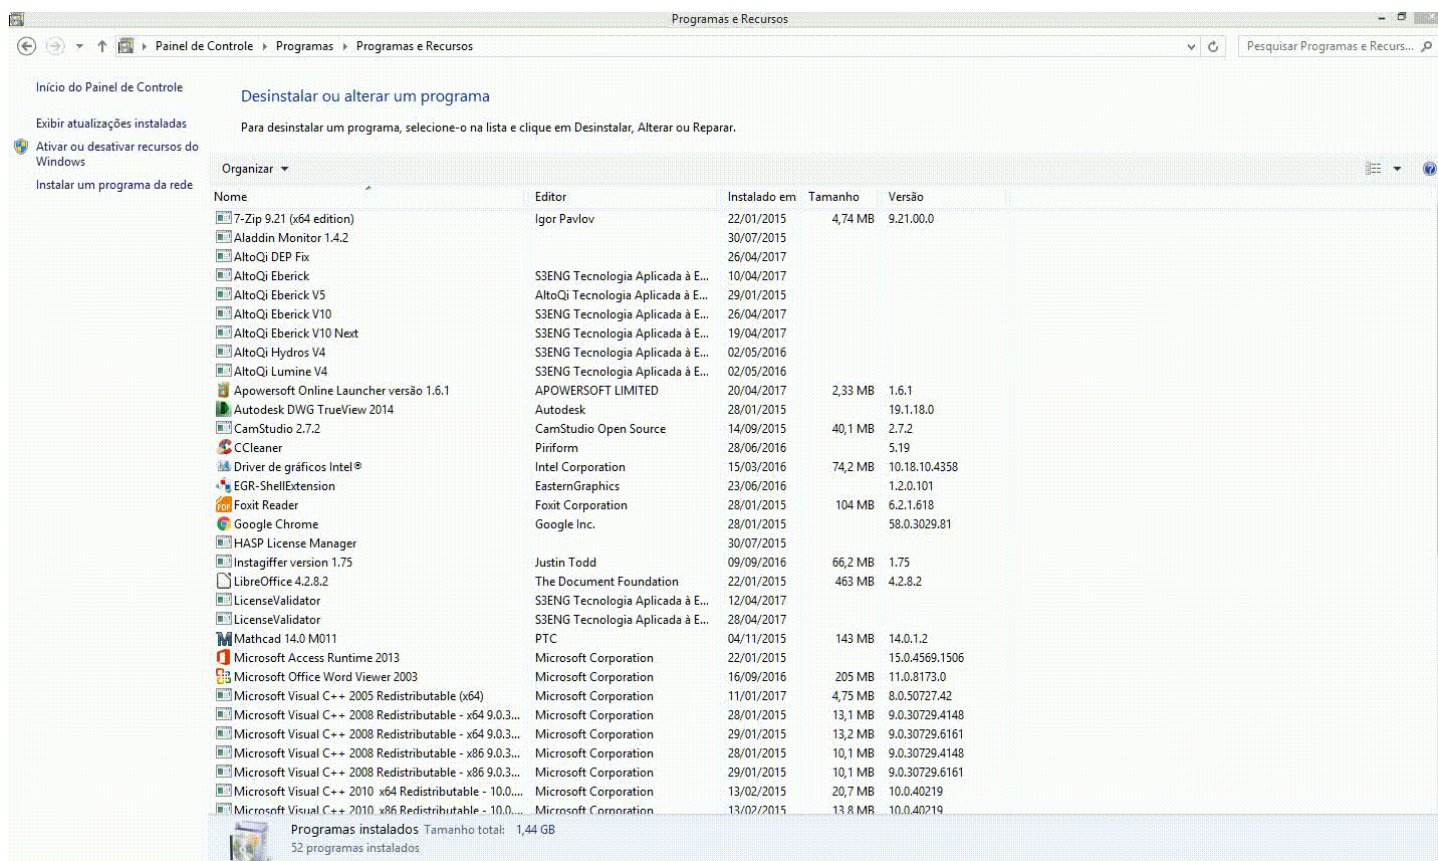 Programas e Recursos
Painel de Controle Programas Programas e Recursos
Pesquisar Programas e Recurs...
Início do Painel de Controle
Exibir atualizações instaladas
Ativar ou desativar recursos do
Windows
Instalar um programa da rede
Desinstalar ou alterar um programa
Para desinstalar um programa, selecione-o na lista e clique em Desinstalar, Alterar ou Reparar.
Organizar
Nome Editor Instalado em Tamanho Versão
7-Zip 9.21 (x64 edition) Igor Pavlov 22/01/2015 4,74 MB 9.21.00.0
Aladdin Monitor 1.4.2 30/07/2015
AltoQi DEP Fix 26/04/2017
AltoQi Eberick S3ENG Tecnologia Aplicada à E... 10/04/2017
AltoQi Eberick V5 AltoQi Tecnologia Aplicada à E... 29/01/2015
AltoQi Eberick V10 S3ENG Tecnologia Aplicada à E... 26/04/2017
AltoQi Eberick V10 Next S3ENG Tecnologia Aplicada à E... 19/04/2017
AltoQi Hydros V4 S3ENG Tecnologia Aplicada à E... 02/05/2016
AltoQi Lumine V4 S3ENG Tecnologia Aplicada à E... 02/05/2016
Apowersoft Online Launcher versão 1.6.1 APOWERSOFT LIMITED 20/04/2017 2,33 MB 1.6.1
Autodesk DWG TrueView 2014 Autodesk 28/01/2015 19.1.18.0
CamStudio 2.7.2 CamStudio Open Source 14/09/2015 40,1 MB 2.7.2
CCleaner Piriform 28/06/2016 5.19
Driver de gráficos Intel® Intel Corporation 15/03/2016 74,2 MB 10.18.10.4358
EGR-ShellExtension EasternGraphics 23/06/2016 1.2.0.101
Foxit Reader Foxit Corporation 28/01/2015 104 MB 6.2.1.618
Google Chrome Google Inc. 28/01/2015 58.0.3029.81
HASP License Manager 30/07/2015
Instagiffer version 1.75 Justin Todd 09/09/2016 66,2 MB 1.75
LibreOffice 4.2.8.2 The Document Foundation 22/01/2015 463 MB 4.2.8.2
LicenseValidator S3ENG Tecnologia Aplicada à E... 12/04/2017
LicenseValidator S3ENG Tecnologia Aplicada à E... 28/04/2017
Mathcad 14.0 M011 PTC 04/11/2015 143 MB 14.0.1.2
Microsoft Access Runtime 2013 Microsoft Corporation 22/01/2015 15.0.4569.1506
Microsoft Office Word Viewer 2003 Microsoft Corporation 16/09/2016 205 MB 11.0.8173.0
Microsoft Visual C++ 2005 Redistributable (x64) Microsoft Corporation 11/01/2017 4,75 MB 8.0.50727.42
Microsoft Visual C++ 2008 Redistributable - x64 9.0.3... Microsoft Corporation 28/01/2015 13,1 MB 9.0.30729.4148
Microsoft Visual C++ 2008 Redistributable - x64 9.0.3... Microsoft Corporation 29/01/2015 13,2 MB 9.0.30729.6161
Microsoft Visual C++ 2008 Redistributable - x86 9.0.3... Microsoft Corporation 28/01/2015 10,1 MB 9.0.30729.4148
Microsoft Visual C++ 2008 Redistributable - x86 9.0.3... Microsoft Corporation 29/01/2015 10,1 MB 9.0.30729.6161
Microsoft Visual C++ 2010 x64 Redistributable - 10.0.... Microsoft Corporation 13/02/2015 20,7 MB 10.0.40219
Microsoft Visual C++ 2010 x86 Redistributable - 10.0.... Microsoft Corporation 13/02/2015 13,8 MB 10.0.40219
Programas instalados Tamanho total: 1,44 GB
52 programas instalados